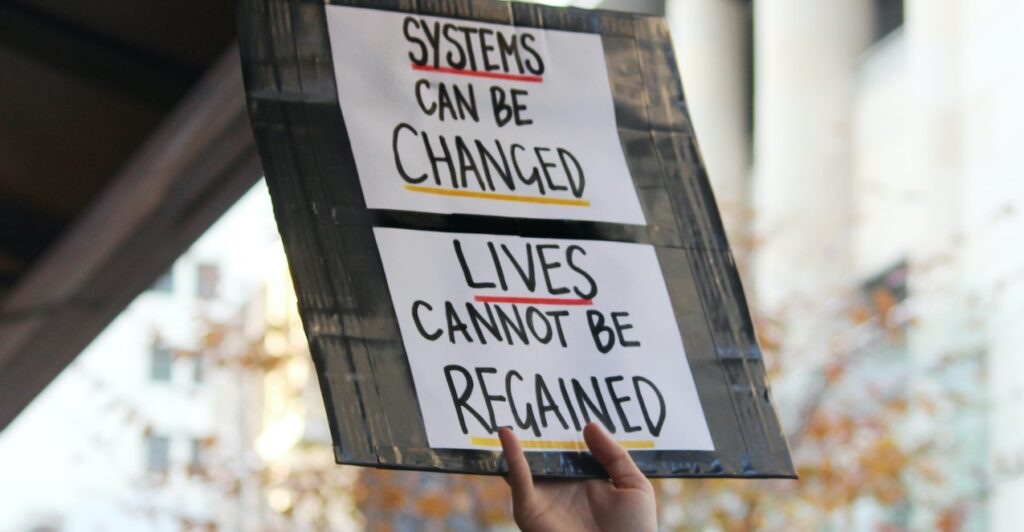 SYSTEMS
CAN BE
CHANGED
LIVES
CANNOT BE
REGAINED